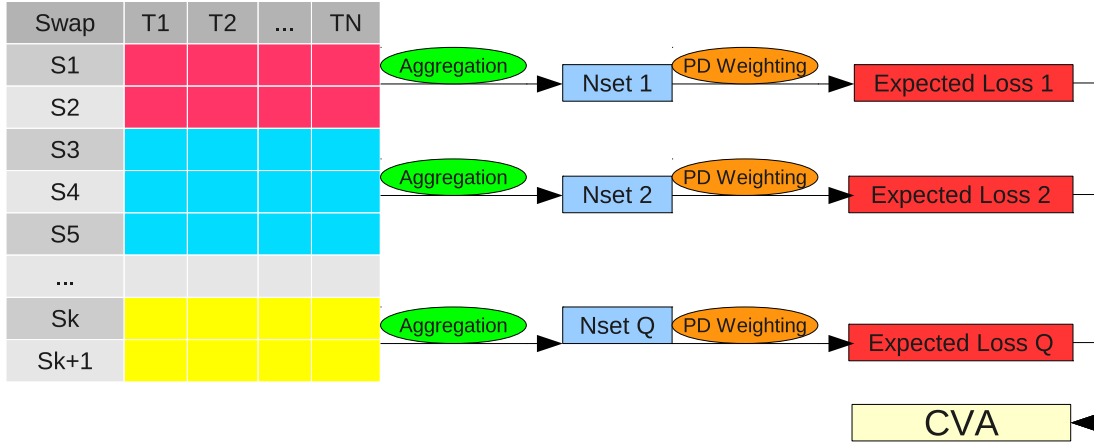 Swap T1 T2 ... TN
S1
Aggregation
PD Weighting
Nset 1
Expected Loss 1
S2
S3
S4
Aggregation
PD Weighting
Nset 2
Expected Loss 2
S5
...
Sk
Aggregation
PD Weighting
Nset Q
Expected Loss Q
Sk+1
CVA